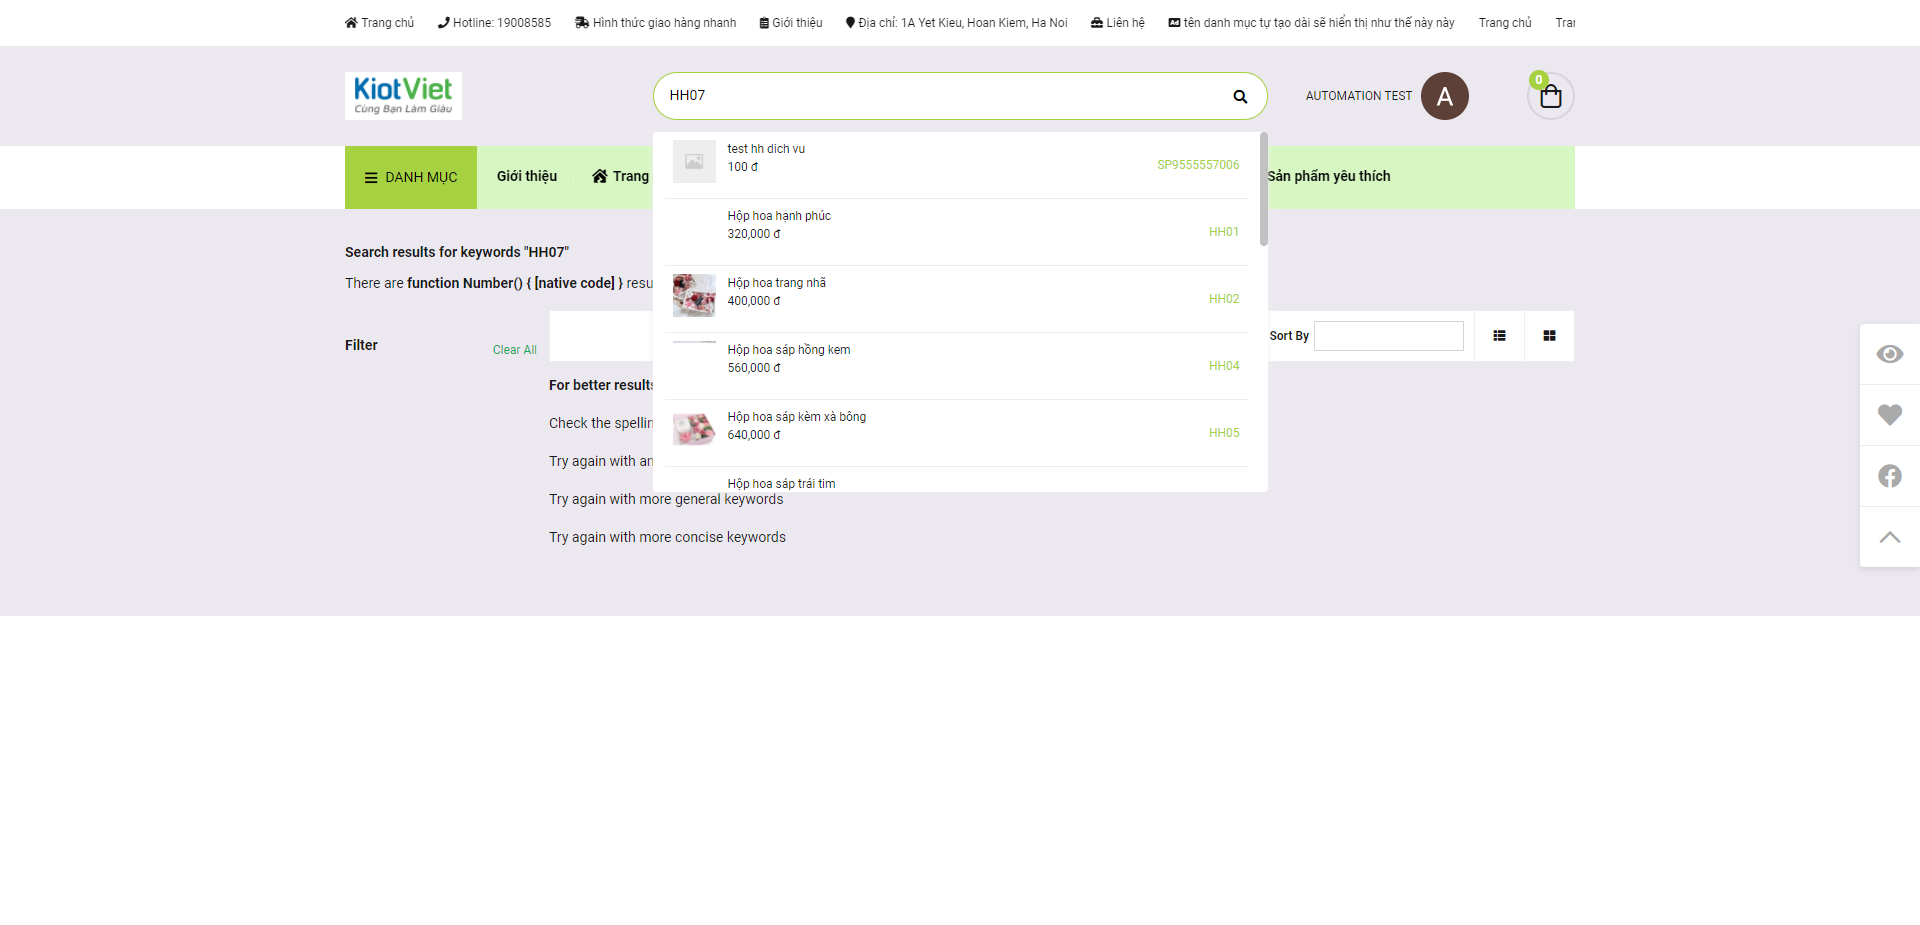 Trang chủ Hotline: 19008585 Hình thức giao hàng nhanh Giới thiệu Địa chỉ: 1A Yet Kieu, Hoan Kiem, Ha Noi Liên hệ tên danh mục tự tạo dài sẽ hiển thị như thế này này Trang chủ
KiotViet
Cùng Bạn Làm Giàu
HH07
AUTOMATION TEST A
0
DANH MỤC Giới thiệu Trang Sản phẩm yêu thích
test hh dich vu
100 đ
SP9555557006
Hộp hoa hạnh phúc
320,000 đ
HH01
Hộp hoa trang nhã
400,000 đ
HH02
Hộp hoa sáp hồng kem
560,000 đ
HH04
Hộp hoa sáp kèm xà bông
640,000 đ
HH05
Hộp hoa sáp trái tim
Search results for keywords "HH07"
There are function Number() { [native code] } resu
Filter
Clear All
Sort By
For better results
Check the spellin
Try again with an
Try again with more general keywords
Try again with more concise keywords